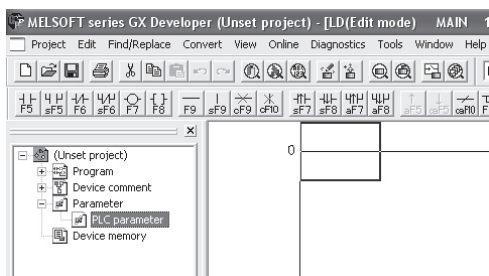 MELSOFT series GX Developer (Unset project) - [LD(Edit mode) MAIN 1
Project Edit Find/Replace Convert View Online Diagnostics Tools Window Help
F5 sF5 F6 sF6 F7 F8 F9 sF9 cF9 cF10 sF7 sF8 aF7 aF8 aF5 caF5 caF10 F
(Unset project)
Program
Device comment
Parameter
PLC parameter
Device memory
0